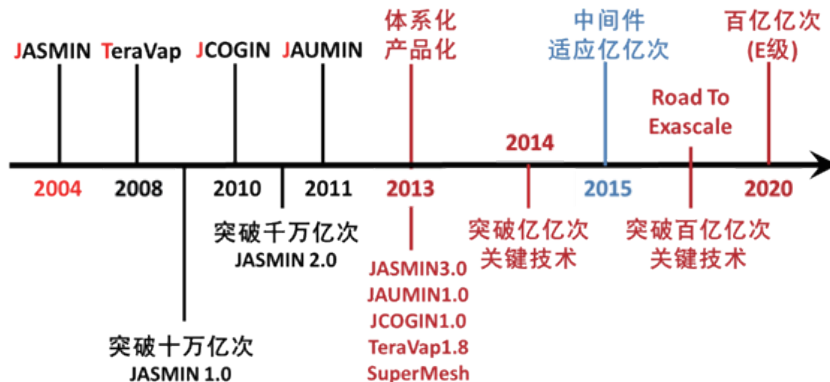 JASMIN
TeraVap
JCOGIN
JAUMIN
体系化
产品化
中间件
适应亿亿次
百亿亿次
(E级)
Road To
Exascale
2014
2004
2008
2010
2011
2013
2015
2020
突破千万亿次
JASMIN 2.0
突破亿亿次
关键技术
突破百亿亿次
关键技术
JASMIN3.0
JAUMIN1.0
JCOGIN1.0
TeraVap1.8
SuperMesh
突破十万亿次
JASMIN 1.0